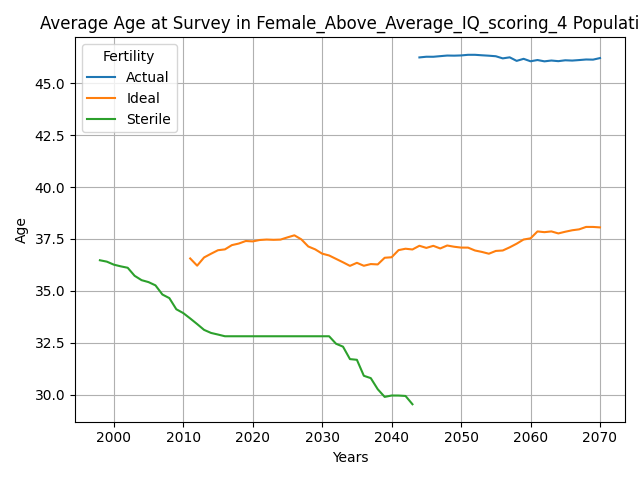 Average Age at Survey in Female_Above_Average_IQ_scoring_4 Populati
Fertility
Actual
Ideal
Sterile
45.0
42.5
40.0
37.5
35.0
32.5
30.0
Age
2000 2010 2020 2030 2040 2050 2060 2070
Years